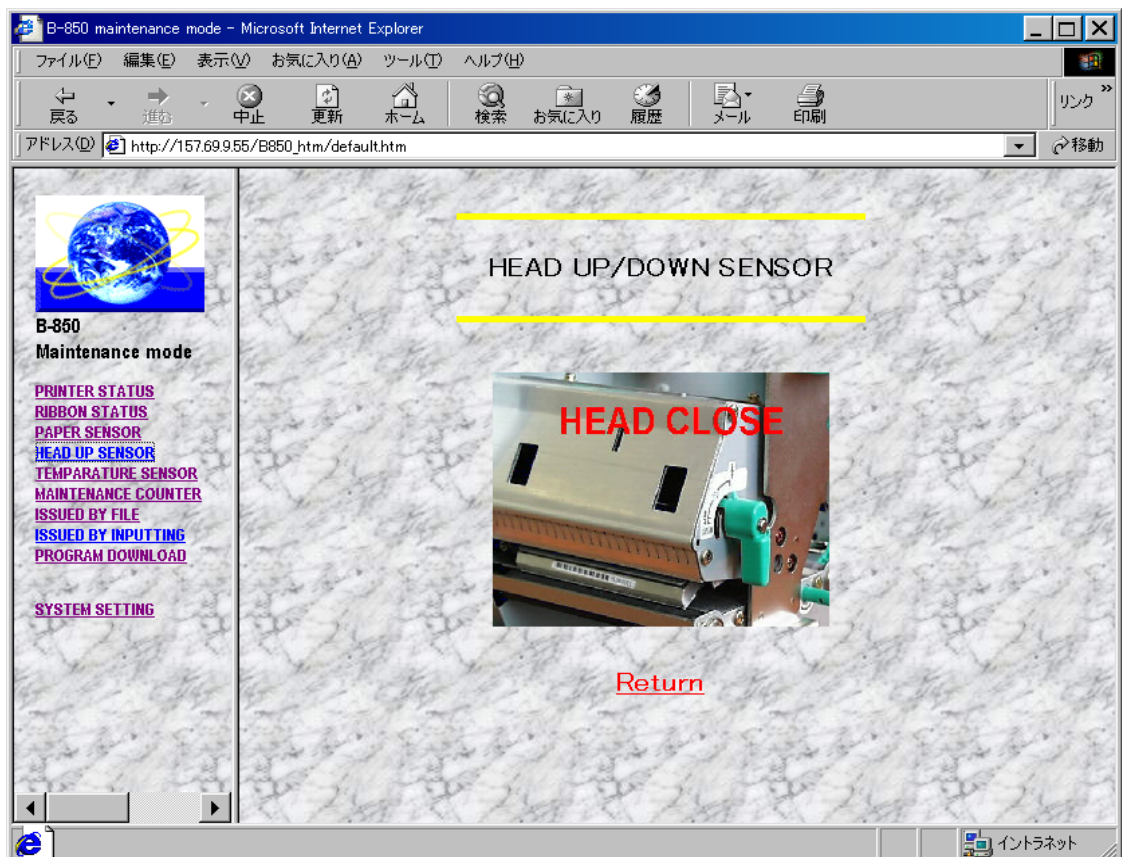 B-850 maintenance mode - Microsoft Internet Explorer
ファイル(F) 編集(E) 表示(V) お気に入り(A) ツール(T) ヘルプ(H)
戻る 進む 中止 更新 ホーム 検索 お気に入り 履歴 メール 印刷 リンク »
アドレス(D) http://157.69.9.55/B850_htm/default.htm 移動
B-850
Maintenance mode
PRINTER STATUS
RIBBON STATUS
PAPER SENSOR
HEAD UP SENSOR
TEMPARATURE SENSOR
MAINTENANCE COUNTER
ISSUED BY FILE
ISSUED BY INPUTTING
PROGRAM DOWNLOAD
SYSTEM SETTING
HEAD UP/DOWN SENSOR
HEAD CLOSE
Return
イントラネット